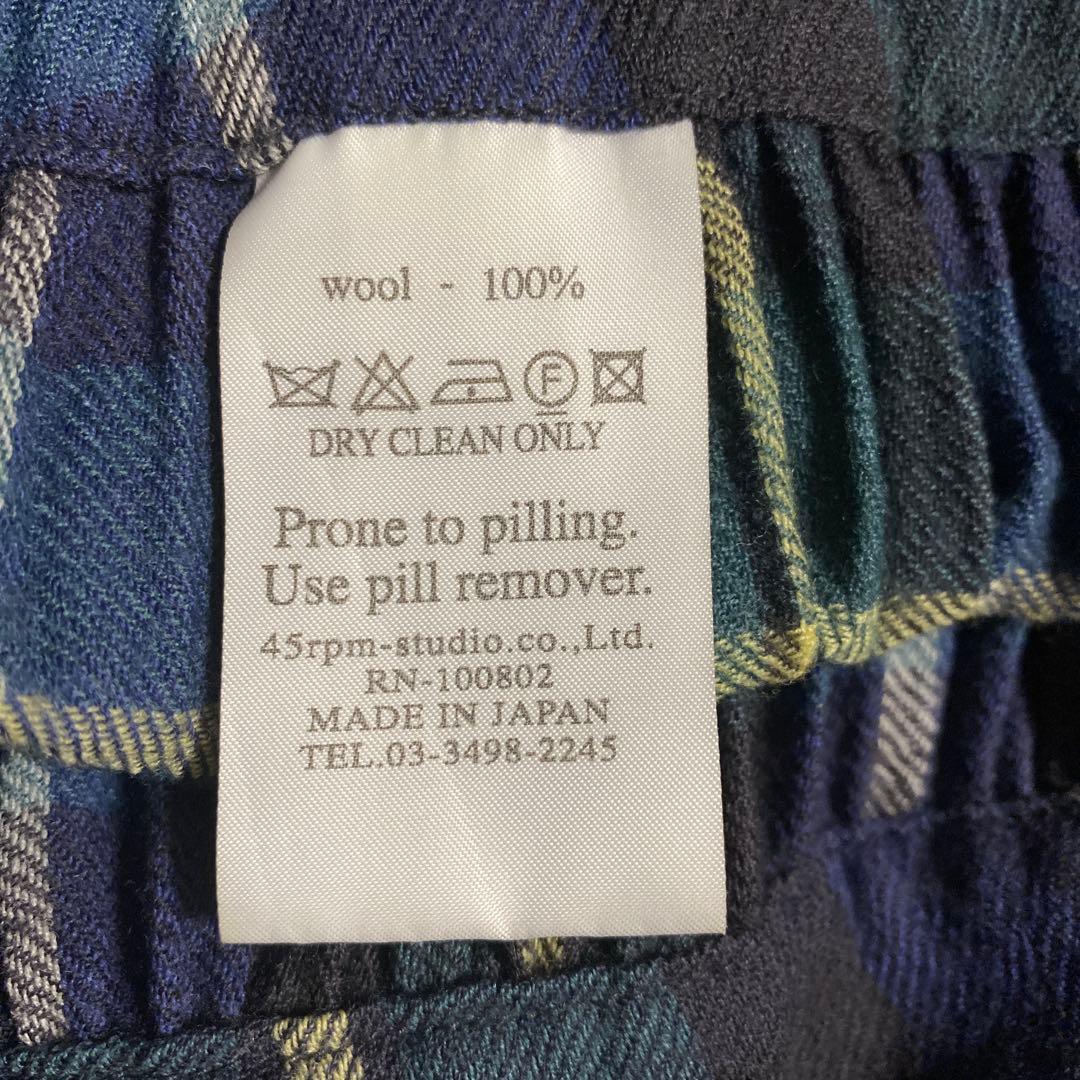 wool - 100%
F
DRY CLEAN ONLY
Prone to pilling.
Use pill remover.
45rpm-studio.co.,Ltd.
RN-100802
MADE IN JAPAN
TEL.03-3498-2245